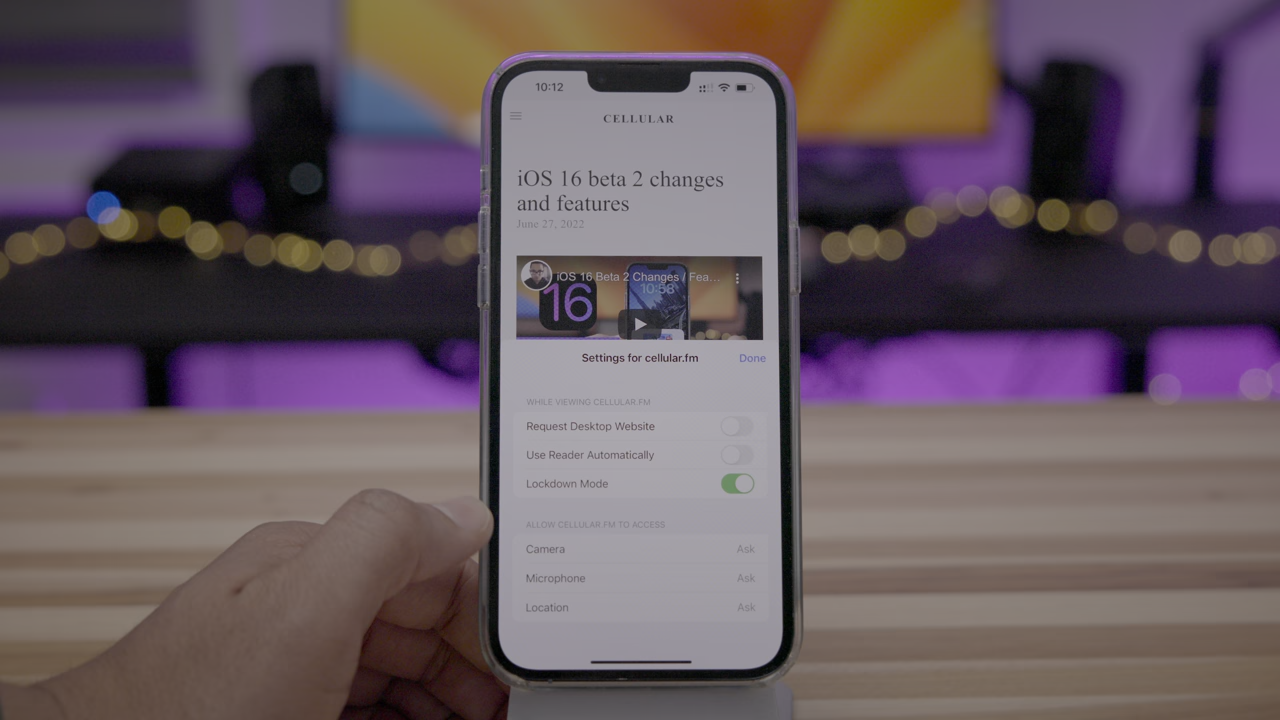 10:12
CELLULAR
iOS 16 beta 2 changes
and features
June 27, 2022
iOS 16 Beta 2 Changes / Fea...
16
10:58
Settings for cellular.fm
Done
WHILE VIEWING CELLULAR FM
Request Desktop Website
Use Reader Automatically
Lockdown Mode
ALLOW CELLULAR FM TO ACCESS
Camera
Ask
Microphone
Ask
Location
Ask